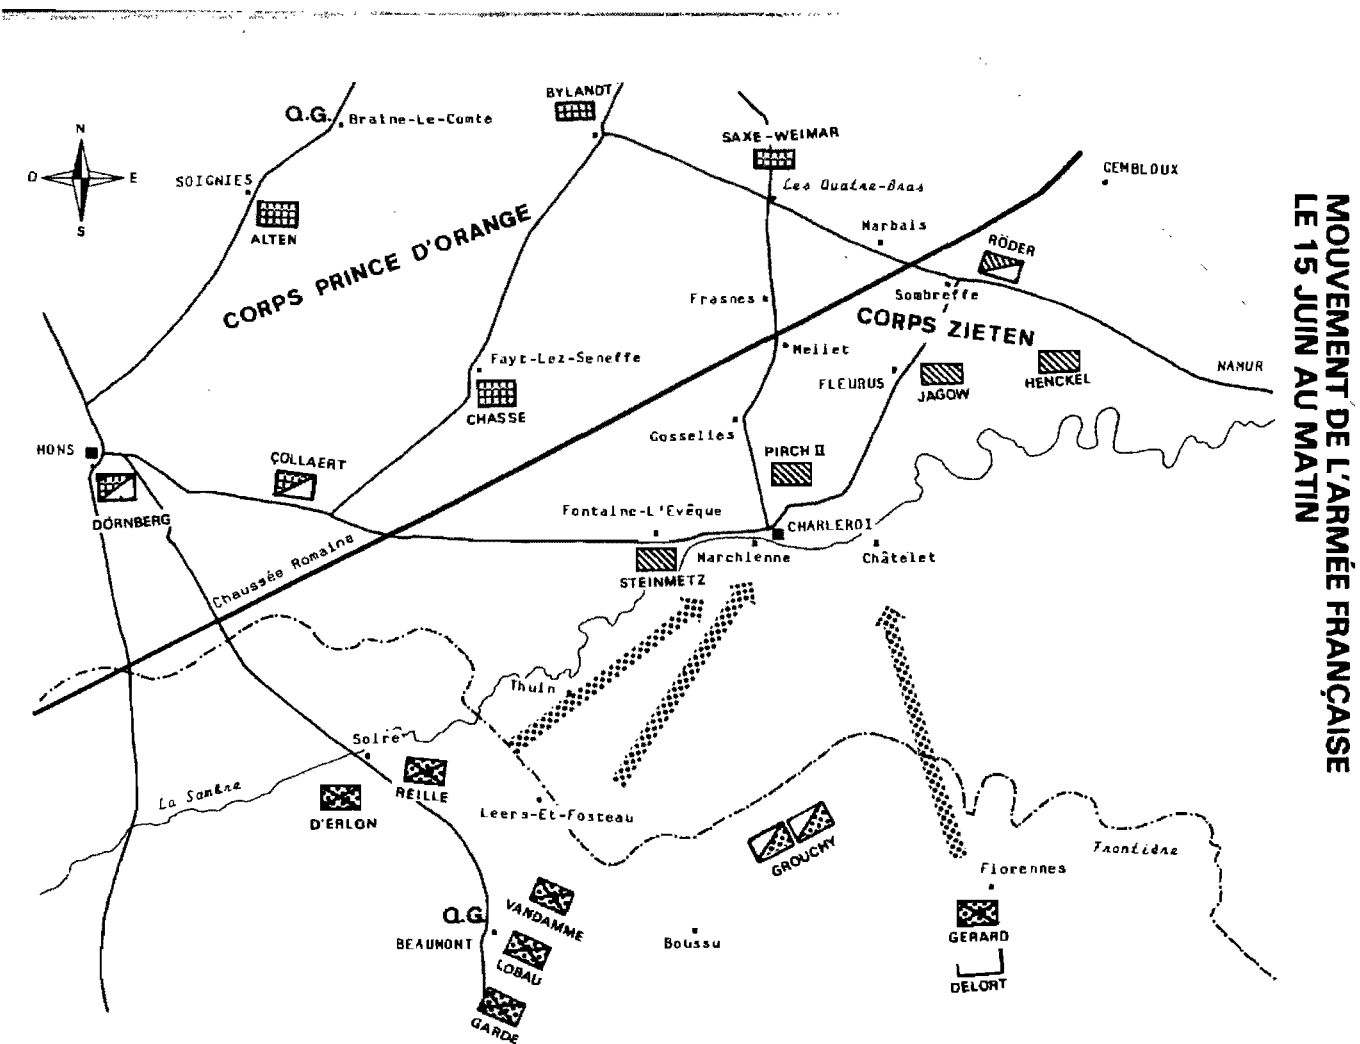 MOUVEMENT DE L'ARMÉE FRANÇAISE
LE 15 JUIN AU MATIN
N
O
E
S
Q.G.
Braine-Le-Comte
BYLANDT
SAXE-WEIMAR
GEMBLOUX
SOIGNIES
Les Quatre-Bras
ALTEN
CORPS PRINCE D'ORANGE
Marbais
RÖDER
Sombreffe
Frasnes
CORPS ZIETEN
Mellet
Fayt-Lez-Seneffe
FLEURUS
JAGOW
HENCKEL
NAMUR
CHASSE
Gosselies
MONS
COLLAERT
PIRCH II
DÖRNBERG
Fontaine-L'Evêque
CHARLEROI
Chaussée Romaine
Marchienne
Châtelet
STEINMETZ
Thuin
Solre
La Sambre
REILLE
D'ERLON
Leers-Et-Fosteau
GROUCHY
Frontière
Florennes
VANDAMME
Q.G.
BEAUMONT
LOBAU
Boussu
GERARD
DELORT
GARDE